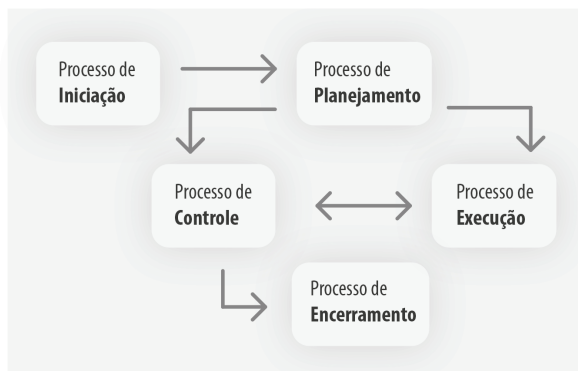 Processo de
Iniciação
Processo de
Planejamento
Processo de
Controle
Processo de
Execução
Processo de
Encerramento